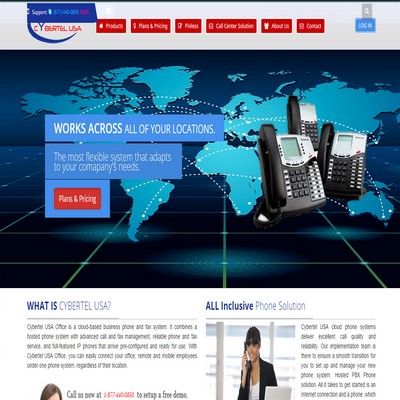 Support: (877) 440-0850 FREE
CYBERTEL USA
Products
Plans & Pricing
Pinless
Call Center Solution
About Us
Contact
LOG IN
WORKS ACROSS ALL OF YOUR LOCATIONS.
The most flexible system that adapts
to your comapany's needs.
Plans & Pricing
WHAT IS CYBERTEL USA?
Cybertel USA Office is a cloud-based business phone and fax system. It combines a
hosted phone system with advanced call and fax management, reliable phone and fax
service, and full-featured IP phones that arrive pre-configured and ready for use. With
Cybertel USA Office, you can easily connect your office, remote and mobile employees
under one phone system, regardless of their location.
Call us now at 1-877-440-0850 to setup a free demo.
ALL Inclusive Phone Solution
Cybertel USA cloud phone systems
deliver excellent call quality and
reliability. Our implementation team is
there to ensure a smooth transition for
you to set up and manage your new
phone system. Hosted PBX Phone
solution. All it takes to get started is an
internet connection and a phone, which